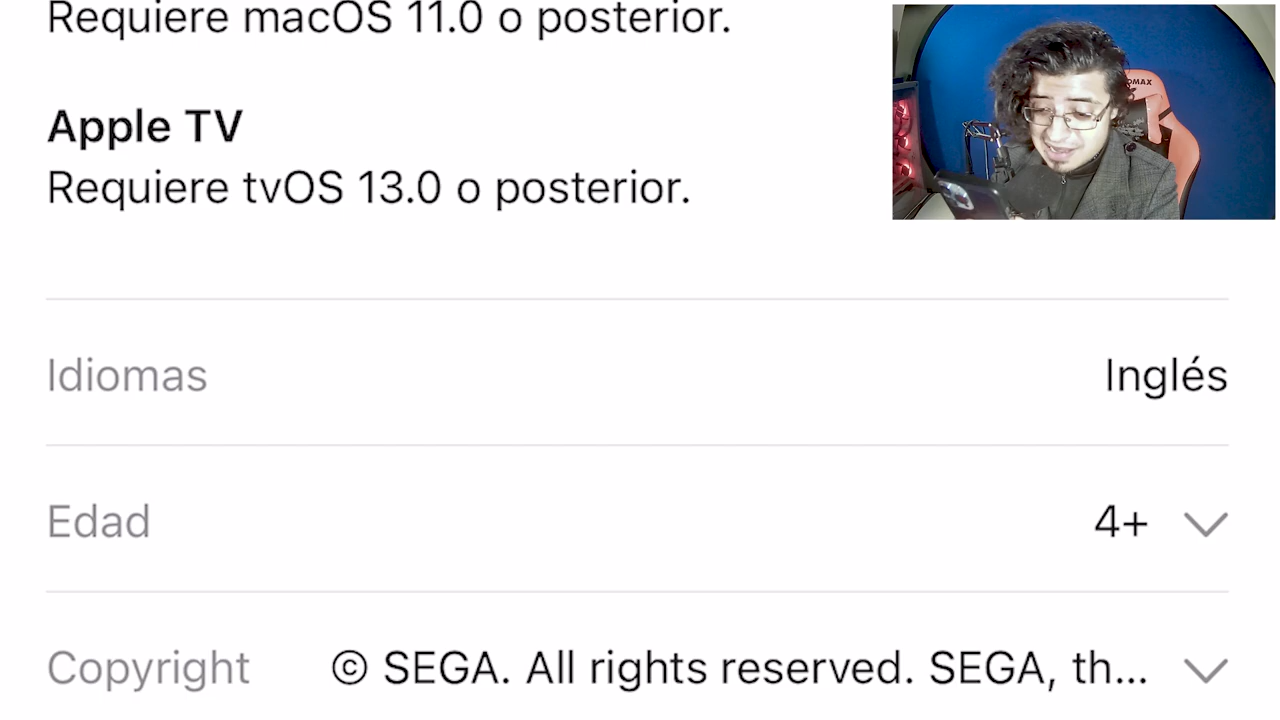 Requiere macOS 11.0 o posterior.
Apple TV
Requiere tvOS 13.0 o posterior.
Idiomas
Inglés
Edad
4+
Copyright
© SEGA. All rights reserved. SEGA, th...